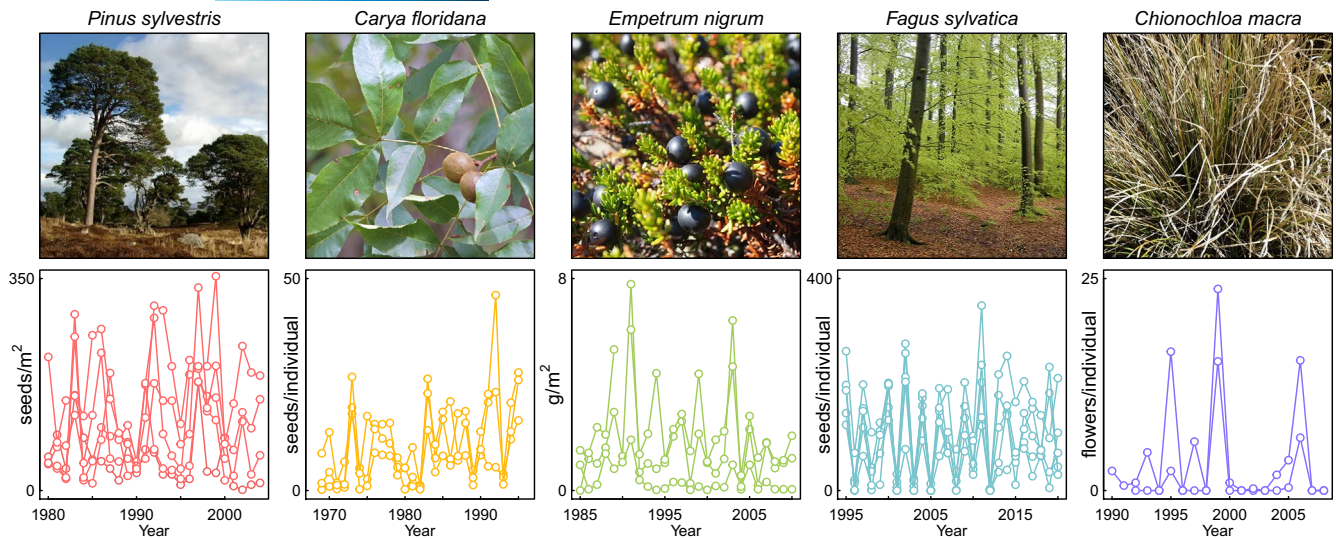 Pinus sylvestris
Carya floridana
Empetrum nigrum
Fagus sylvatica
Chionochloa macra
350
0
seeds/m²
1980 1990 2000
Year
50
0
seeds/individual
1970 1980 1990
Year
8
0
g/m²
1985 1995 2005
Year
400
0
seeds/individual
1995 2005 2015
Year
25
0
flowers/individual
1990 1995 2000 2005
Year